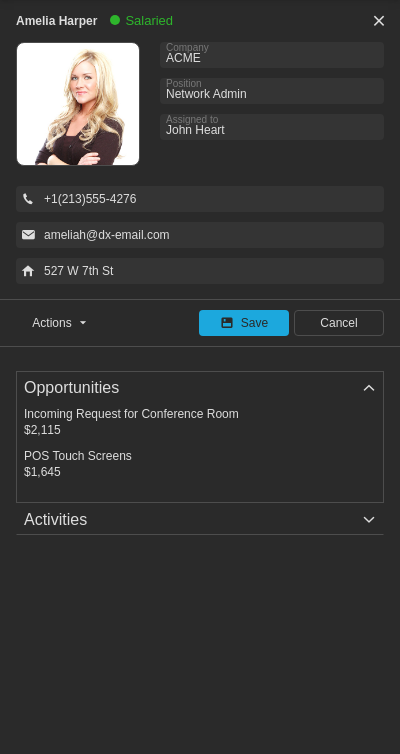 Amelia Harper Salaried
Company
ACME
Position
Network Admin
Assigned to
John Heart
+1(213)555-4276
ameliah@dx-email.com
527 W 7th St
Actions Save Cancel
Opportunities
Incoming Request for Conference Room
$2,115
POS Touch Screens
$1,645
Activities